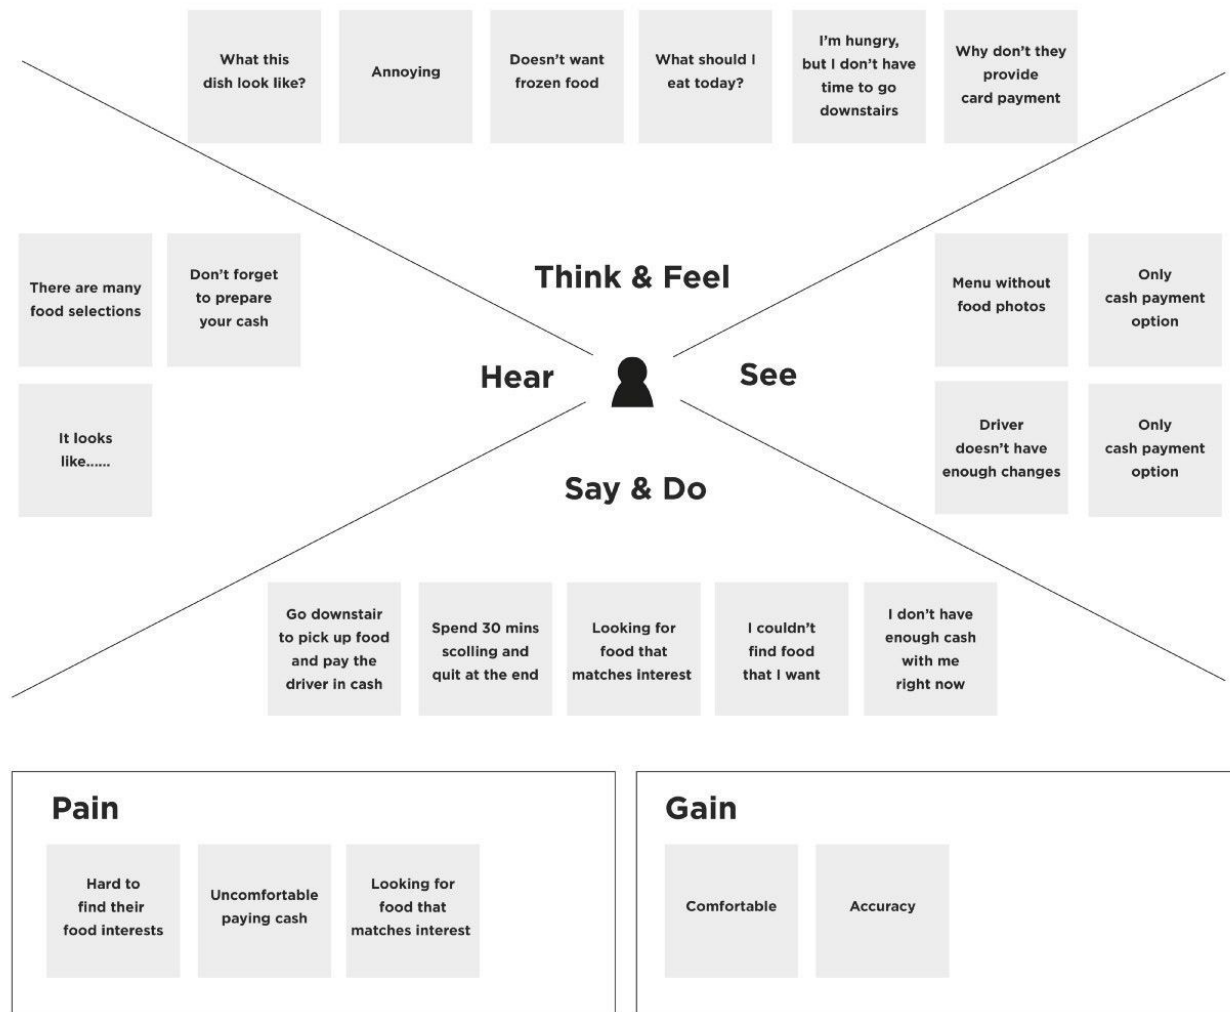 What this
dish look like?
Annoying
Doesn't want
frozen food
What should I
eat today?
I'm hungry,
but I don't have
time to go
downstairs
Why don't they
provide
card payment
Think & Feel
There are many
food selections
Don't forget
to prepare
your cash
It looks
like......
Hear
See
Menu without
food photos
Only
cash payment
option
Driver
doesn't have
enough changes
Only
cash payment
option
Say & Do
Go downstair
to pick up food
and pay the
driver in cash
Spend 30 mins
scolling and
quit at the end
Looking for
food that
matches interest
I couldn't
find food
that I want
I don't have
enough cash
with me
right now
Pain
Hard to
find their
food interests
Uncomfortable
paying cash
Looking for
food that
matches interest
Gain
Comfortable
Accuracy